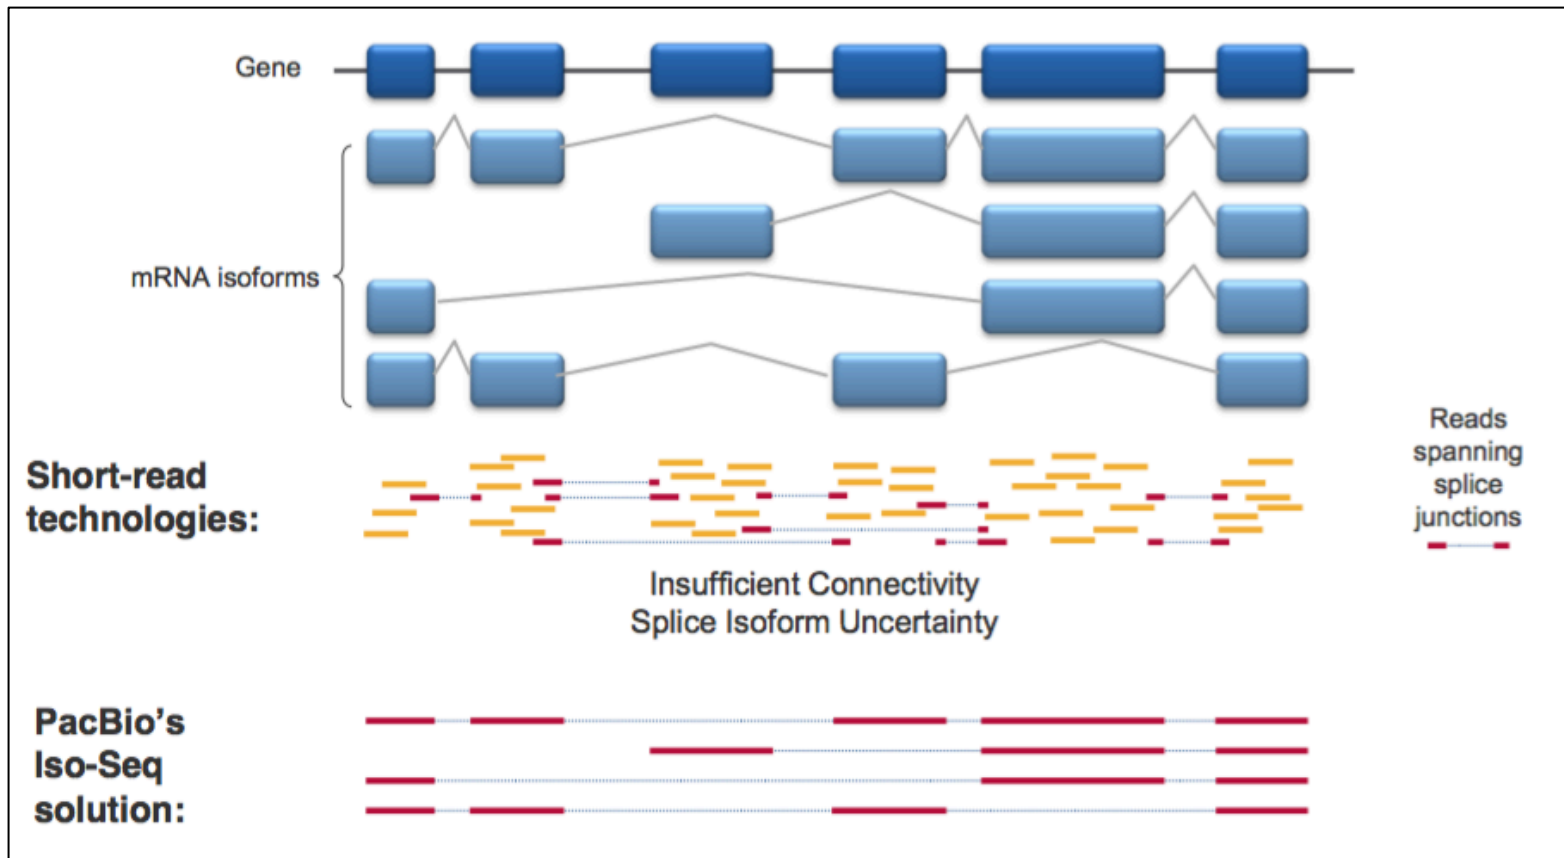 Gene
mRNA isoforms
Short-read
technologies:
Reads
spanning
splice
junctions
Insufficient Connectivity
Splice Isoform Uncertainty
PacBio’s
Iso-Seq
solution: